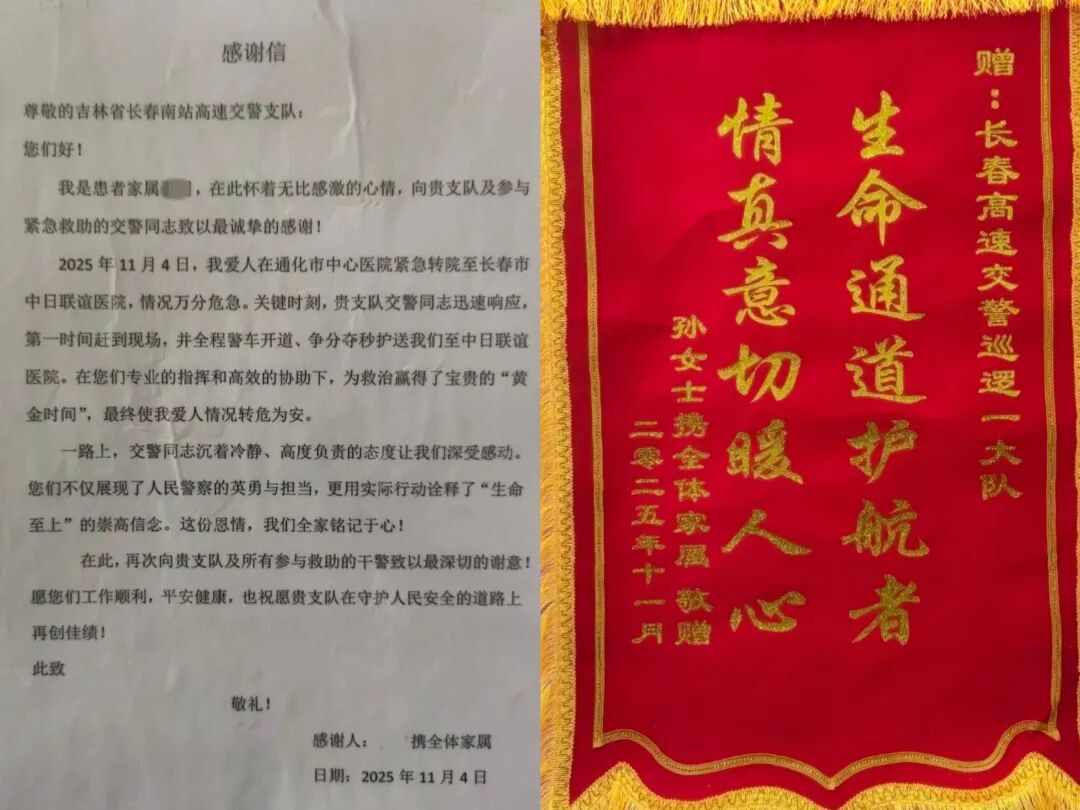 感谢信
尊敬的吉林省长春南站高速交警支队：
您们好！
我是患者家属，在此怀着无比感激的心情，向贵支队及参与
紧急救助的交警同志致以最诚挚的感谢！
2025年11月4日，我爱人在通化市中心医院紧急转院至长春市
中日联谊医院，情况万分危急。关键时刻，贵支队交警同志迅速响应，
第一时间赶到现场，并全程警车开道、争分夺秒护送我们至中日联谊
医院。在您们专业的指挥和高效的协助下，为救治赢得了宝贵的“黄
金时间”，最终使我爱人情况转危为安。
一路上，交警同志沉着冷静、高度负责的态度让我们深受感动。
您们不仅展现了人民警察的英勇与担当，更用实际行动诠释了“生命
至上”的崇高信念。这份恩情，我们全家铭记于心！
在此，再次向贵支队及所有参与救助的干警致以最深切的谢意！
愿您们工作顺利，平安健康，也祝愿贵支队在守护人民安全的道路上
再创佳绩！
此致
敬礼！
感谢人： 携全体家属
日期：2025年11月4日
赠：长春高速交警巡逻一大队
生命通道护航者
情真意切暖人心
孙女士携全体家属 敬赠
二零二五年十一月